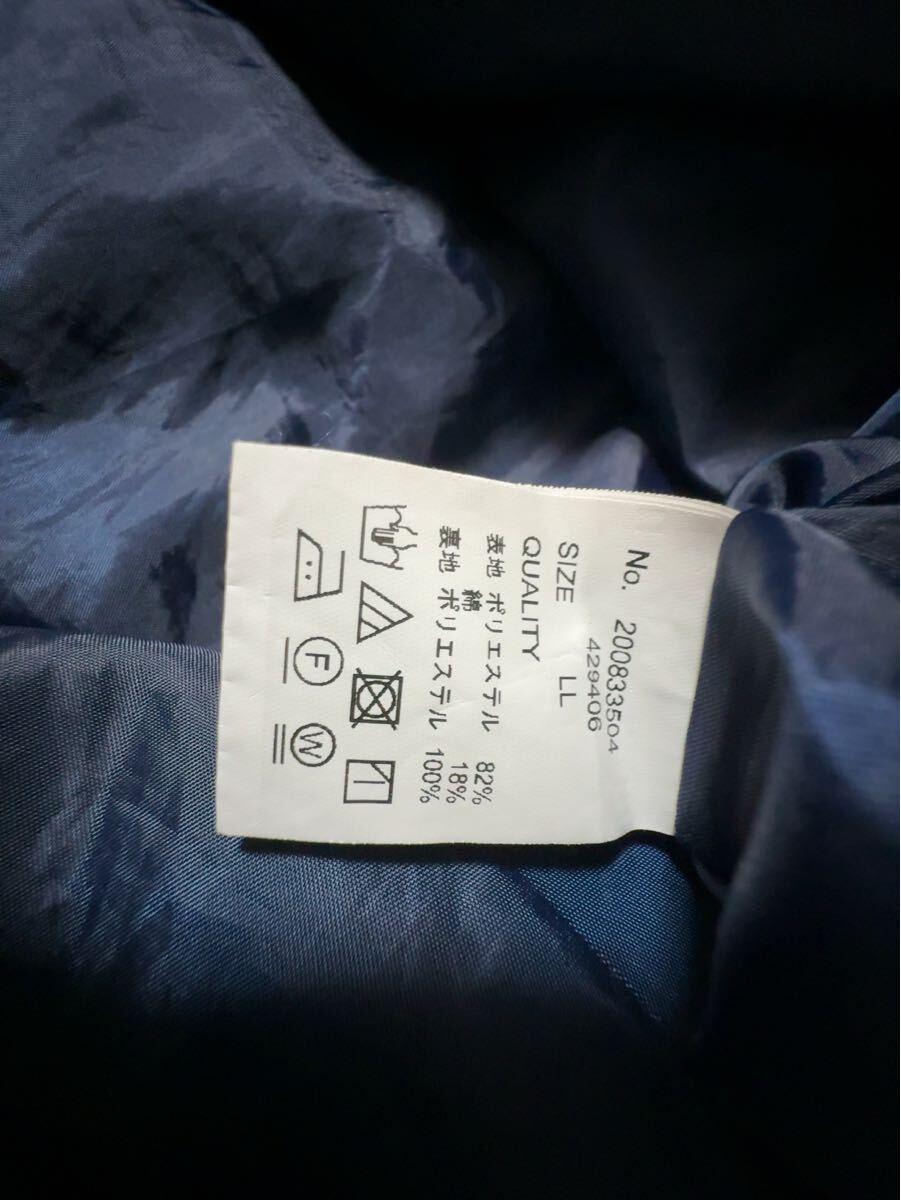 No. 200833504
429406
SIZE LL
QUALITY
表地 ポリエステル 82%
綿 18%
裏地 ポリエステル 100%
F
W